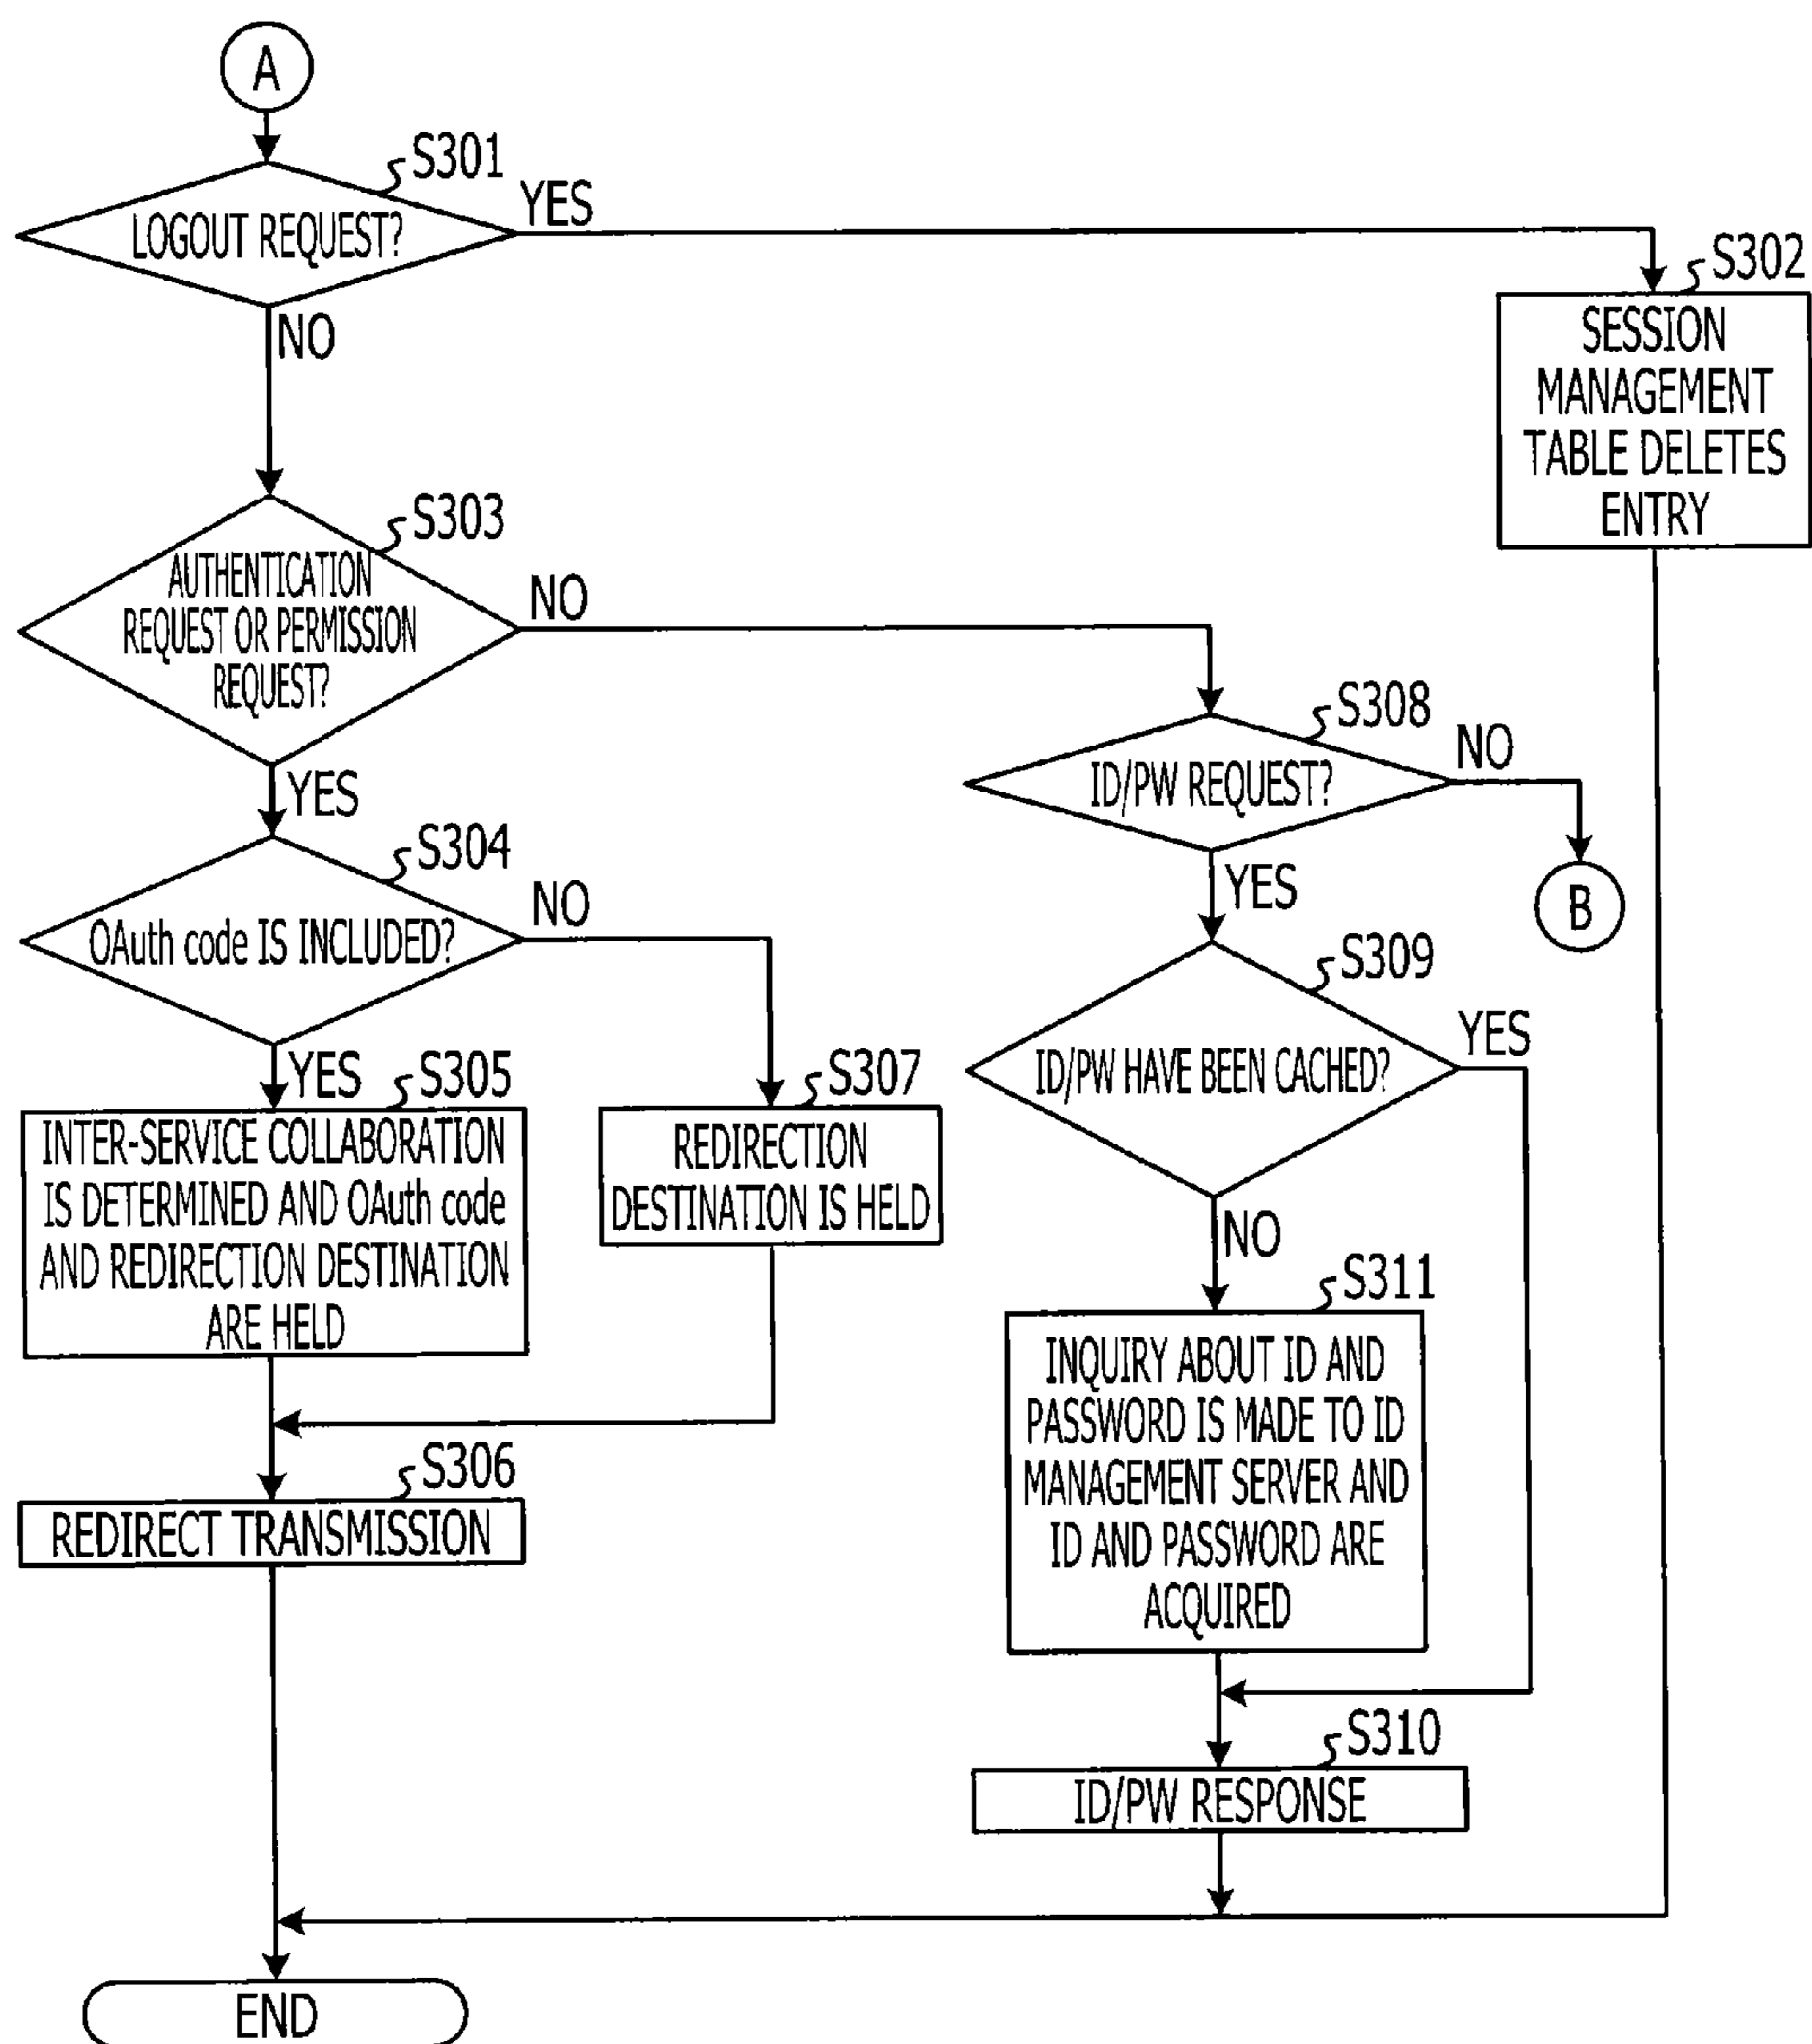 A
S301
LOGOUT REQUEST?
YES
NO
S302
SESSION
MANAGEMENT
TABLE DELETES
ENTRY
S303
AUTHENTICATION
REQUEST OR PERMISSION
REQUEST?
NO
YES
S308
ID/PW REQUEST?
NO
YES
B
S304
OAuth code IS INCLUDED?
NO
YES
S305
INTER-SERVICE COLLABORATION
IS DETERMINED AND OAuth code
AND REDIRECTION DESTINATION
ARE HELD
S307
REDIRECTION
DESTINATION IS HELD
S309
ID/PW HAVE BEEN CACHED?
YES
NO
S311
INQUIRY ABOUT ID AND
PASSWORD IS MADE TO ID
MANAGEMENT SERVER AND
ID AND PASSWORD ARE
ACQUIRED
S306
REDIRECT TRANSMISSION
S310
ID/PW RESPONSE
END